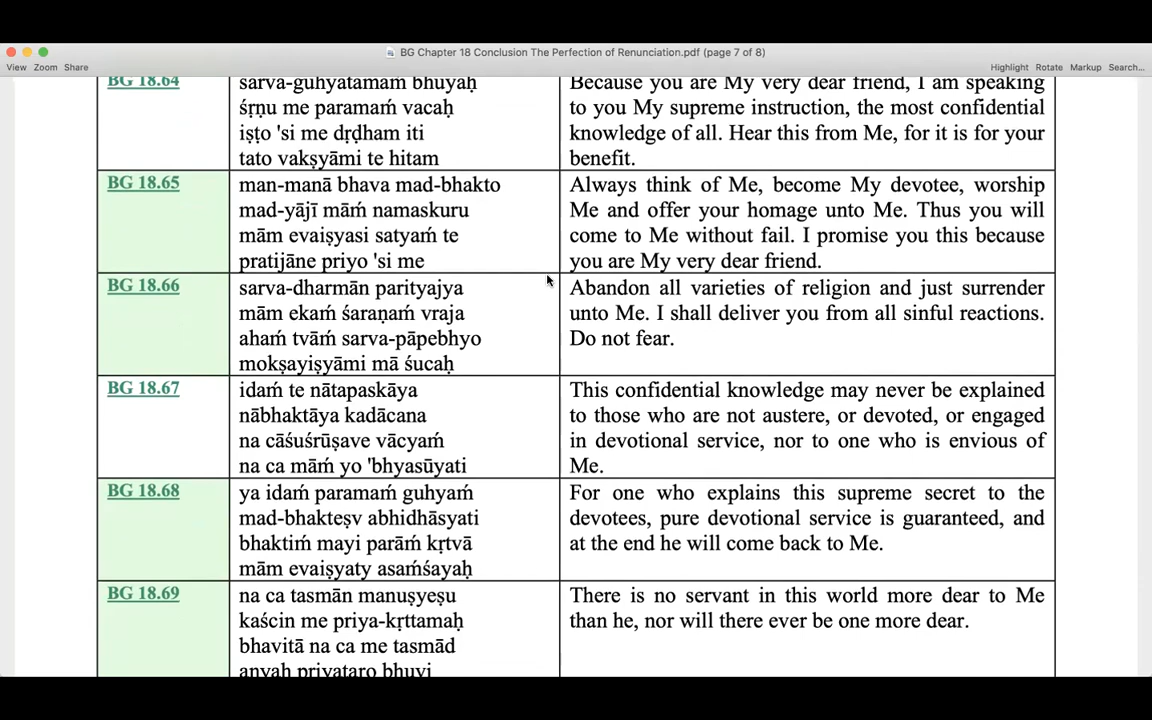 BG Chapter 18 Conclusion The Perfection of Renunciation.pdf (page 7 of 8)
View Zoom Share
Highlight Rotate Markup Search...
BG 18.64
sarva-guhyatamaṁ bhūyaḥ
śṛṇu me paramaṁ vacaḥ
iṣṭo 'si me dṛḍham iti
tato vakṣyāmi te hitam
Because you are My very dear friend, I am speaking
to you My supreme instruction, the most confidential
knowledge of all. Hear this from Me, for it is for your
benefit.
BG 18.65
man-manā bhava mad-bhakto
mad-yājī māṁ namaskuru
mām evaiṣyasi satyaṁ te
pratijāne priyo 'si me
Always think of Me, become My devotee, worship
Me and offer your homage unto Me. Thus you will
come to Me without fail. I promise you this because
you are My very dear friend.
BG 18.66
sarva-dharmān parityajya
mām ekaṁ śaraṇaṁ vraja
ahaṁ tvāṁ sarva-pāpebhyo
mokṣayiṣyāmi mā śucaḥ
Abandon all varieties of religion and just surrender
unto Me. I shall deliver you from all sinful reactions.
Do not fear.
BG 18.67
idaṁ te nātapaskāya
nābhaktāya kadācana
na cāśuśrūṣave vācyaṁ
na ca māṁ yo 'bhyasūyati
This confidential knowledge may never be explained
to those who are not austere, or devoted, or engaged
in devotional service, nor to one who is envious of
Me.
BG 18.68
ya idaṁ paramaṁ guhyaṁ
mad-bhakteṣv abhidhāsyati
bhaktiṁ mayi parāṁ kṛtvā
mām evaiṣyaty asaṁśayaḥ
For one who explains this supreme secret to the
devotees, pure devotional service is guaranteed, and
at the end he will come back to Me.
BG 18.69
na ca tasmān manuṣyeṣu
kaścin me priya-kṛttamaḥ
bhavitā na ca me tasmād
anyaḥ priyataro bhuvi
There is no servant in this world more dear to Me
than he, nor will there ever be one more dear.